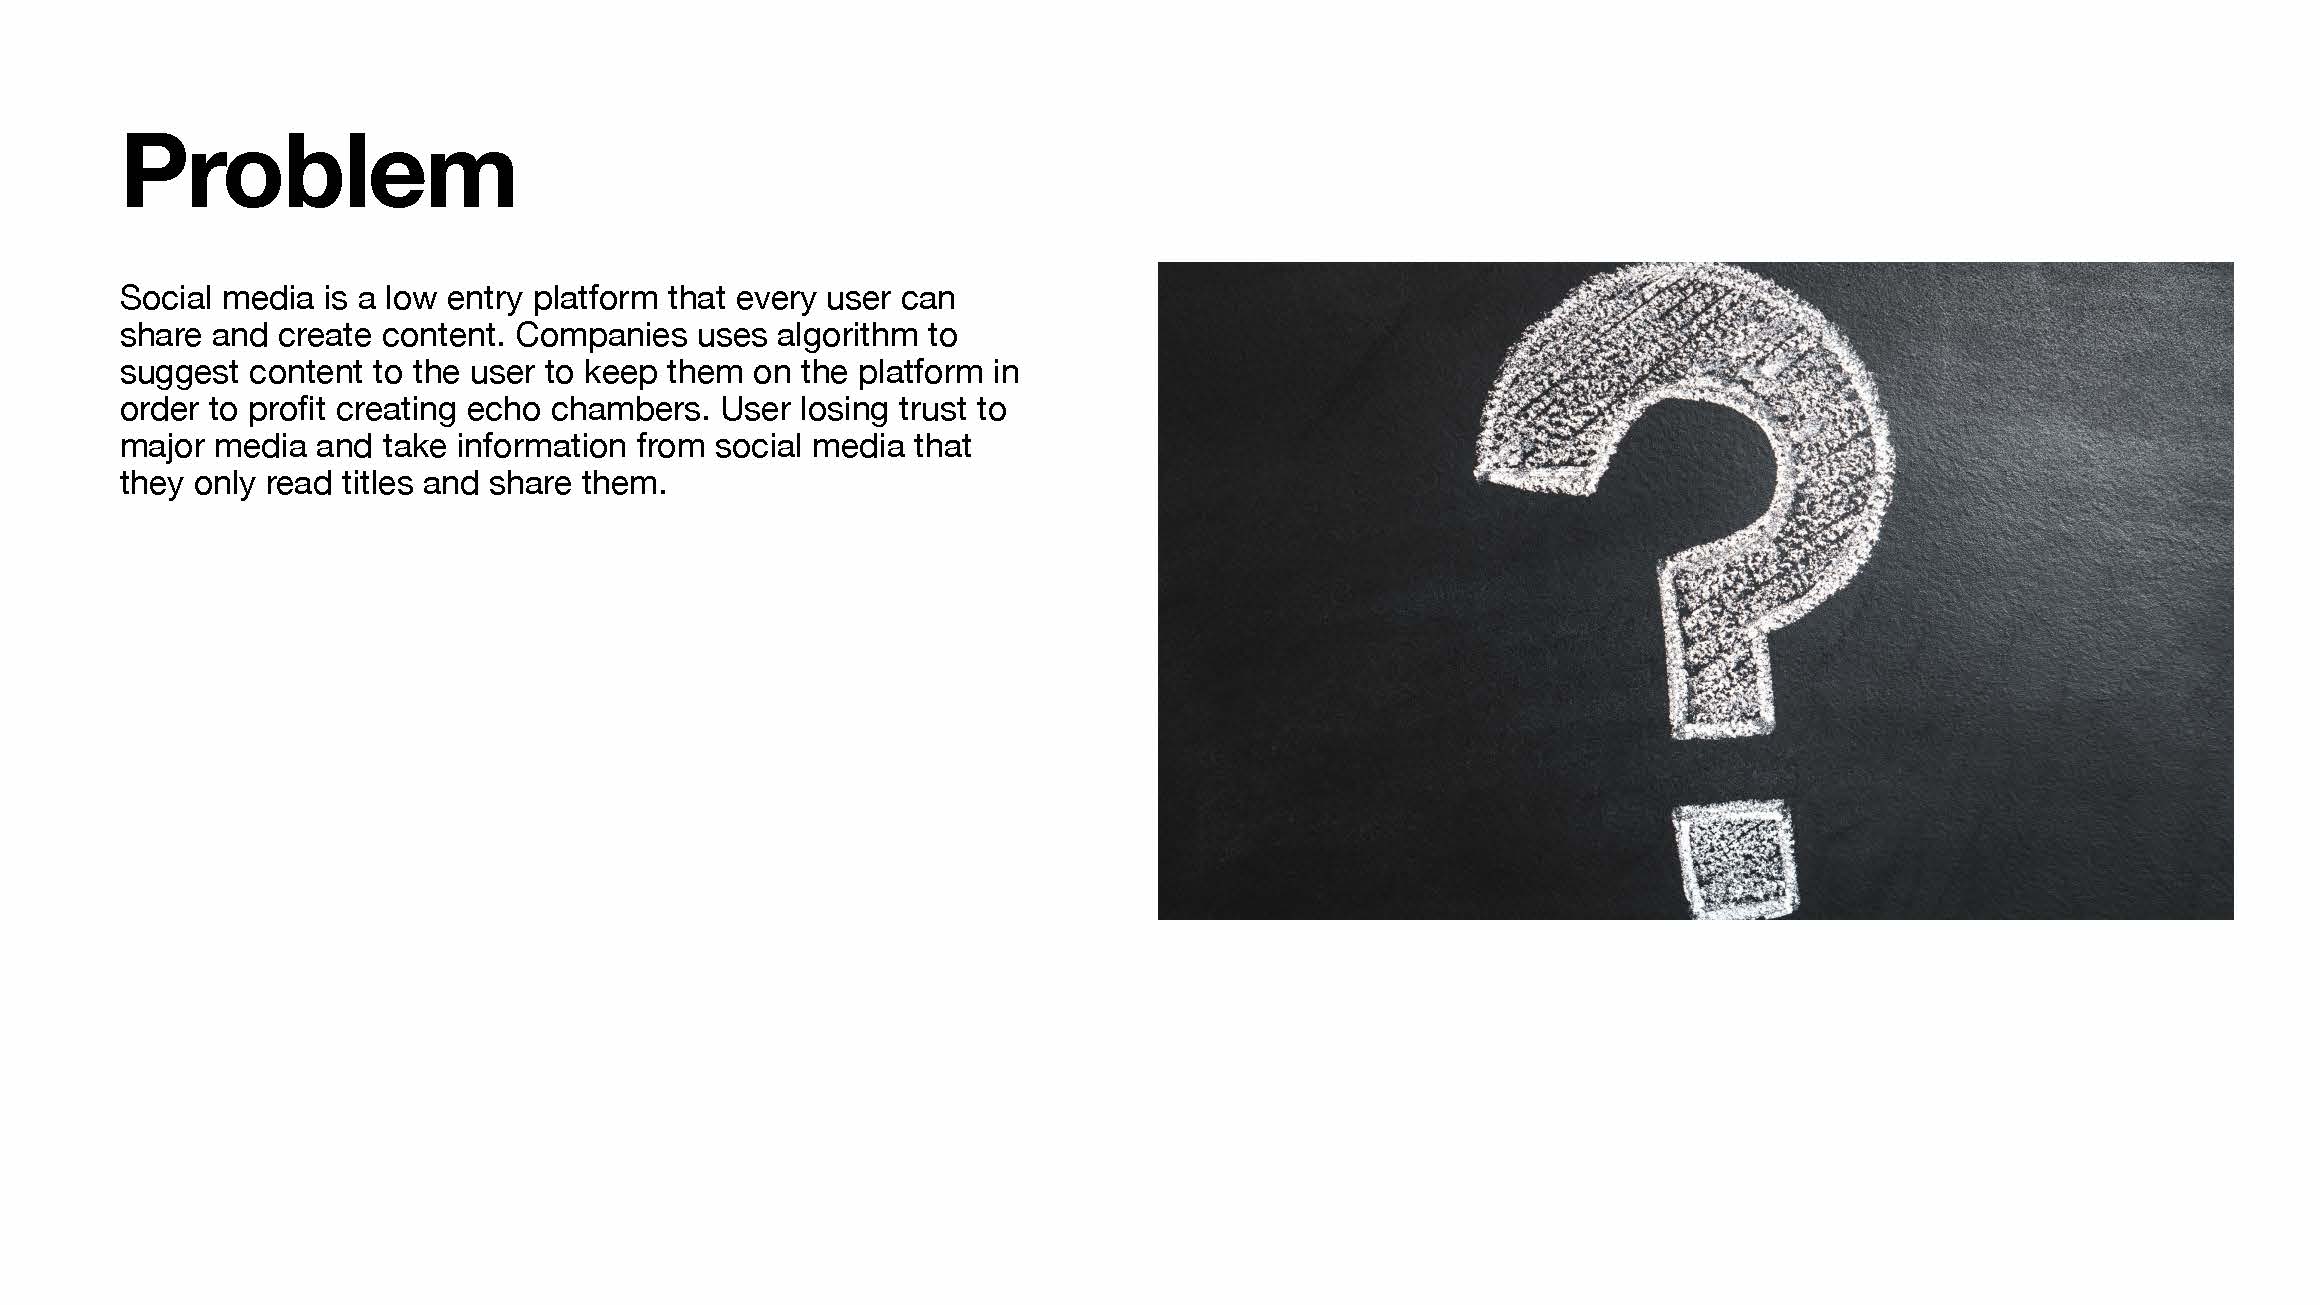 Problem
Social media is a low entry platform that every user can
share and create content. Companies uses algorithm to
suggest content to the user to keep them on the platform in
order to profit creating echo chambers. User losing trust to
major media and take information from social media that
they only read titles and share them.
?